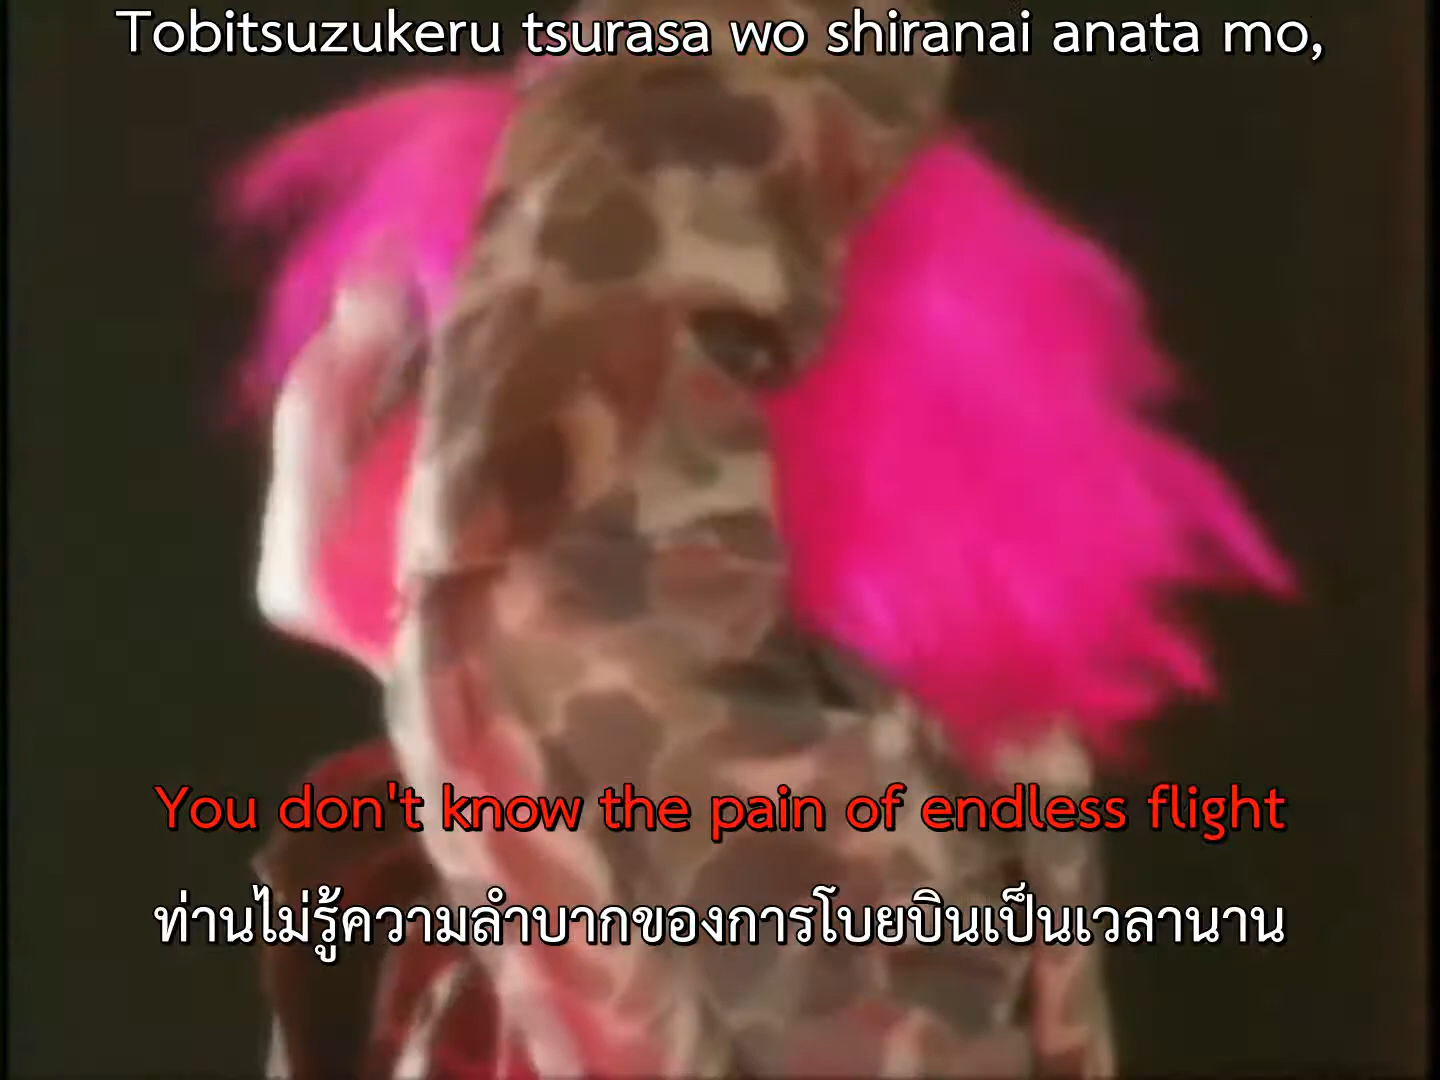 Tobitsuzukeru tsurasa wo shiranai anata mo,
You don't know the pain of endless flight
ท่านไม่รู้ความลำบากของการโบยบินเป็นเวลานาน